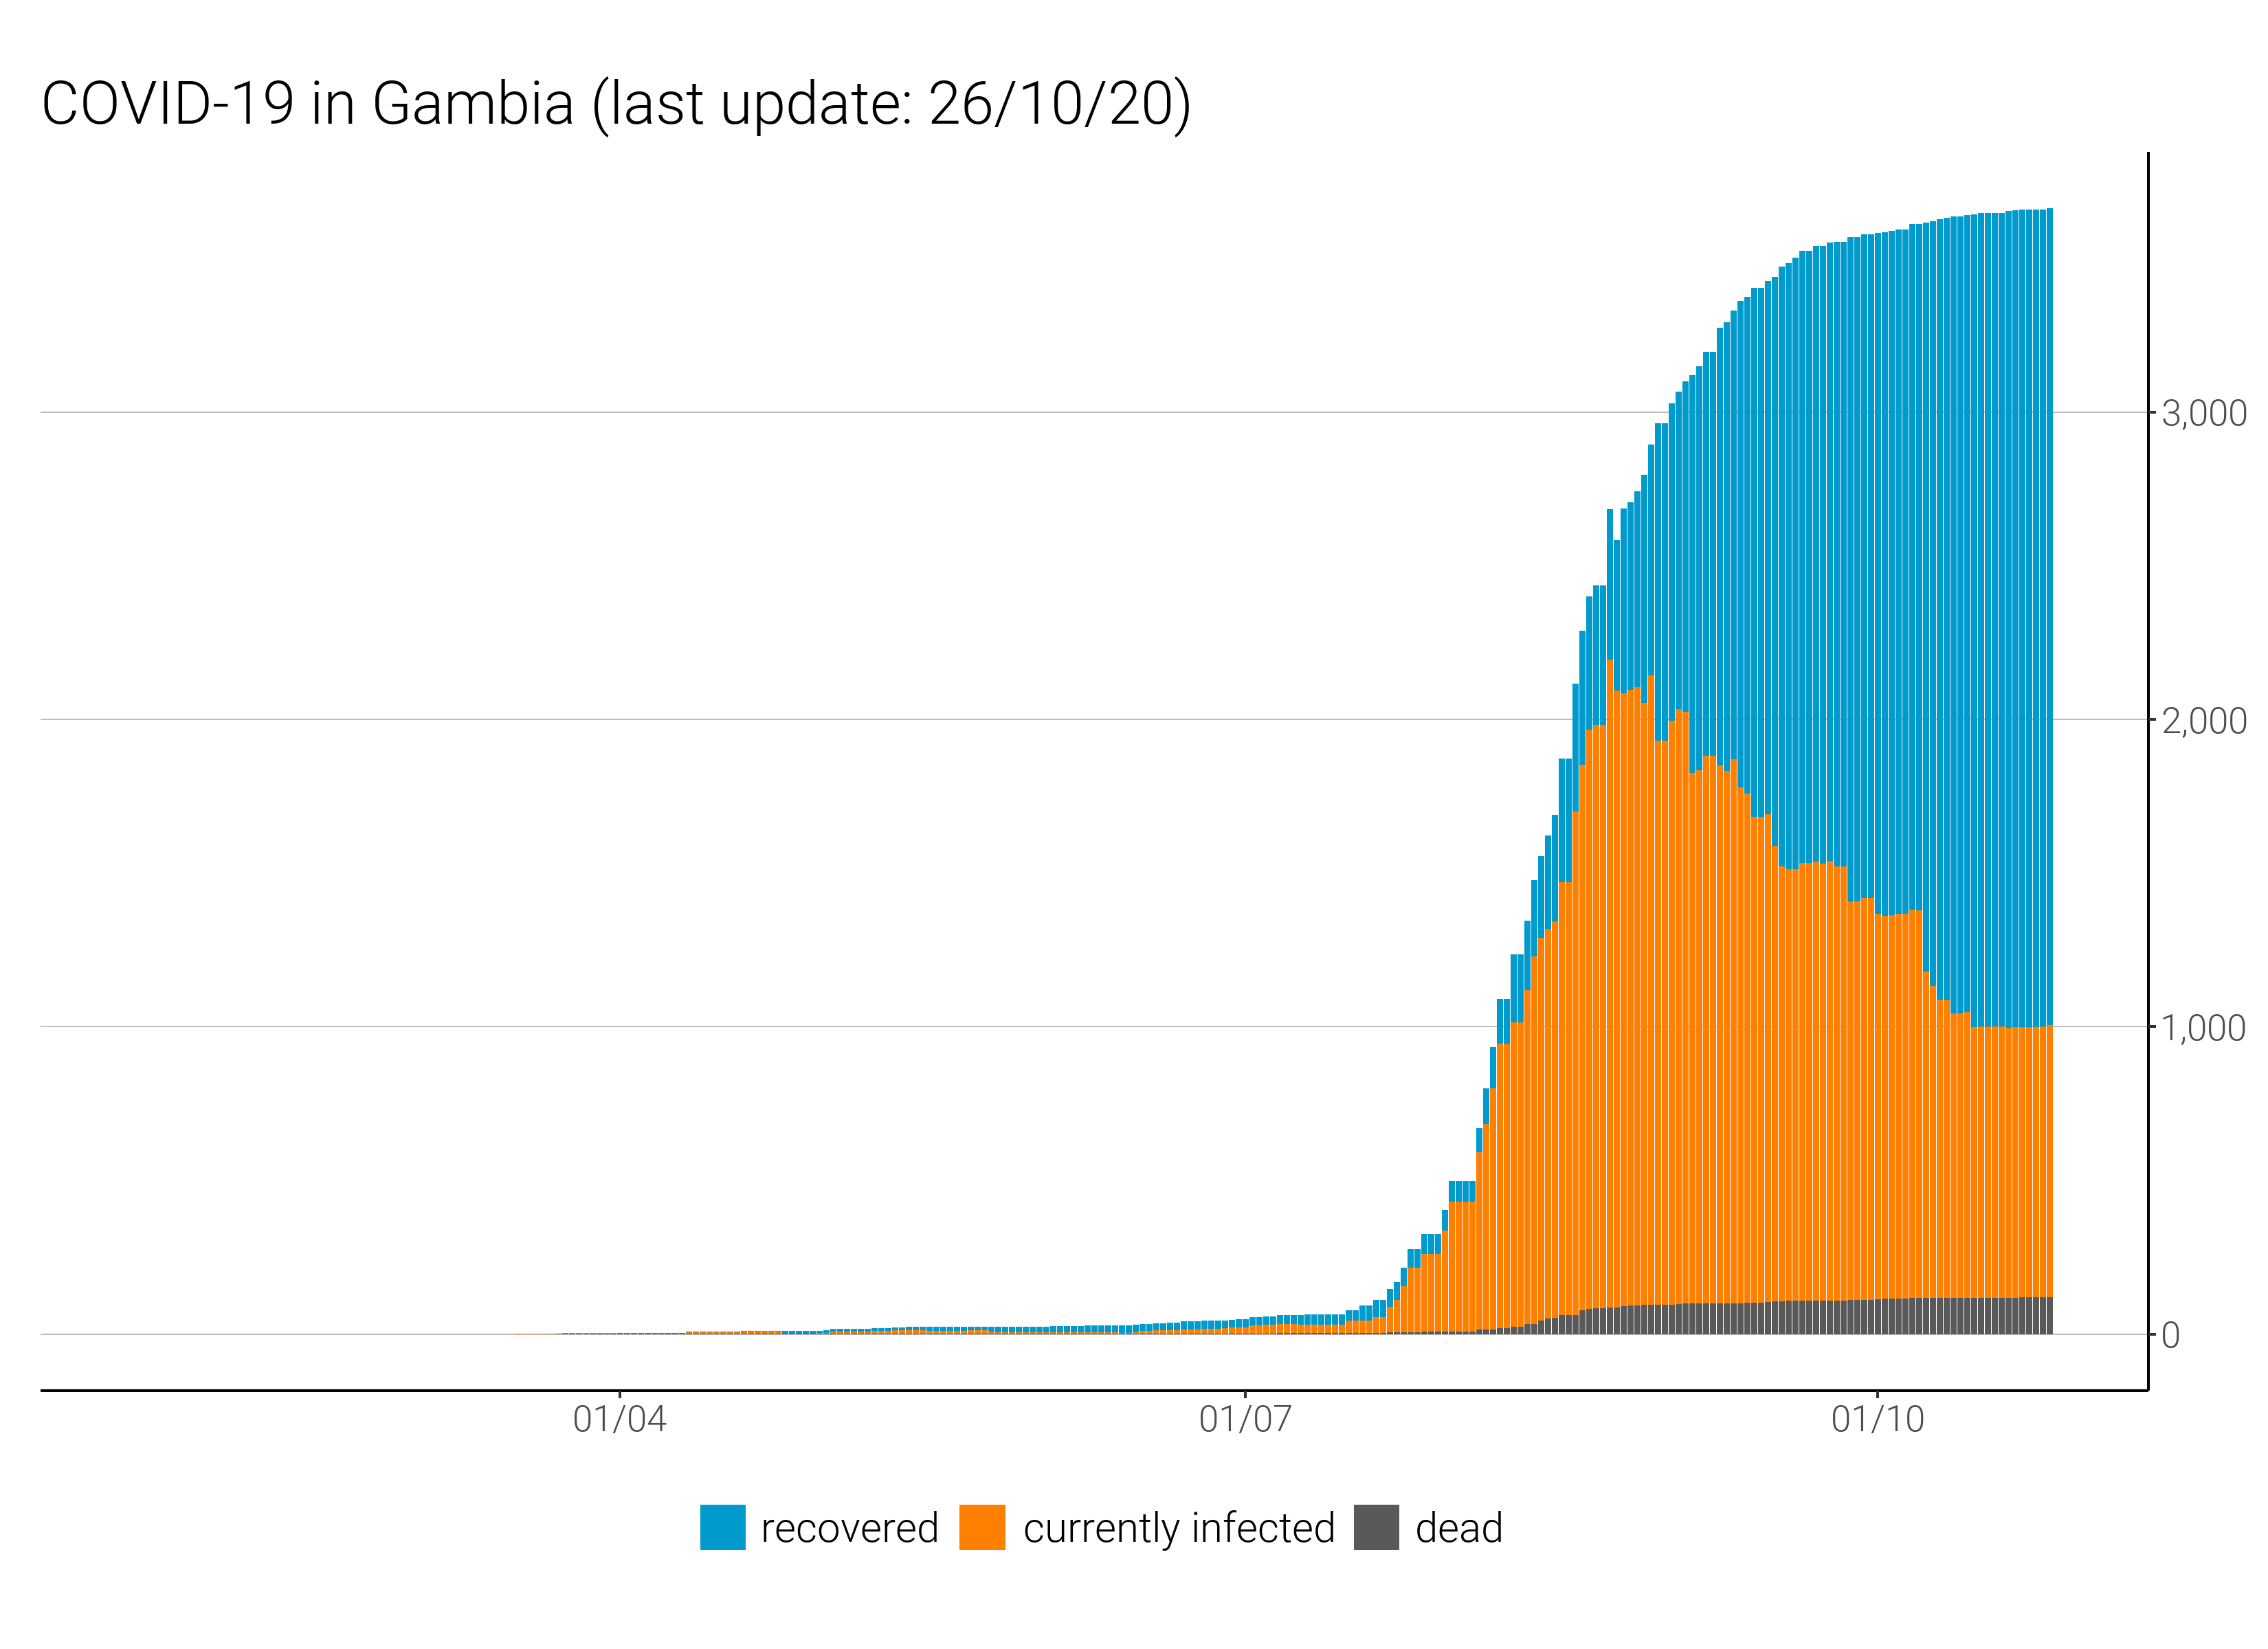 COVID-19 in Gambia (last update: 26/10/20)
3,000
2,000
1,000
0
01/04 01/07 01/10
recovered currently infected dead